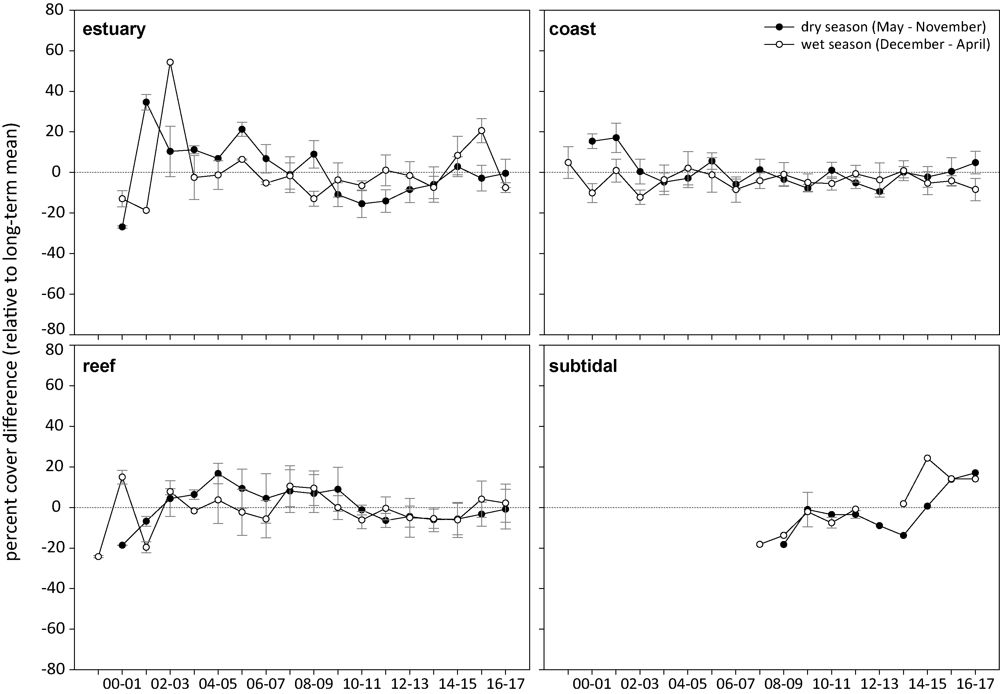 percent cover difference (relative to long-term mean)
estuary
80
60
40
20
0
-20
-40
-60
-80
coast
dry season (May - November)
wet season (December - April)
reef
80
60
40
20
0
-20
-40
-60
-80
00-01 02-03 04-05 06-07 08-09 10-11 12-13 14-15 16-17
subtidal
00-01 02-03 04-05 06-07 08-09 10-11 12-13 14-15 16-17